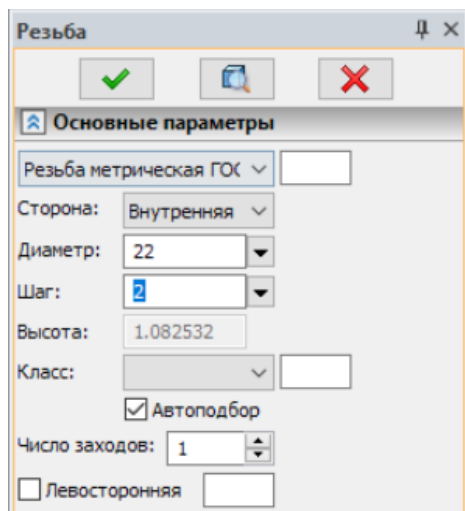 Резьба
Основные параметры
Резьба метрическая ГО
Сторона: Внутренняя
Диаметр: 22
Шаг: 2
Высота: 1.082532
Класс:
Автоподбор
Число заходов: 1
Левосторонняя